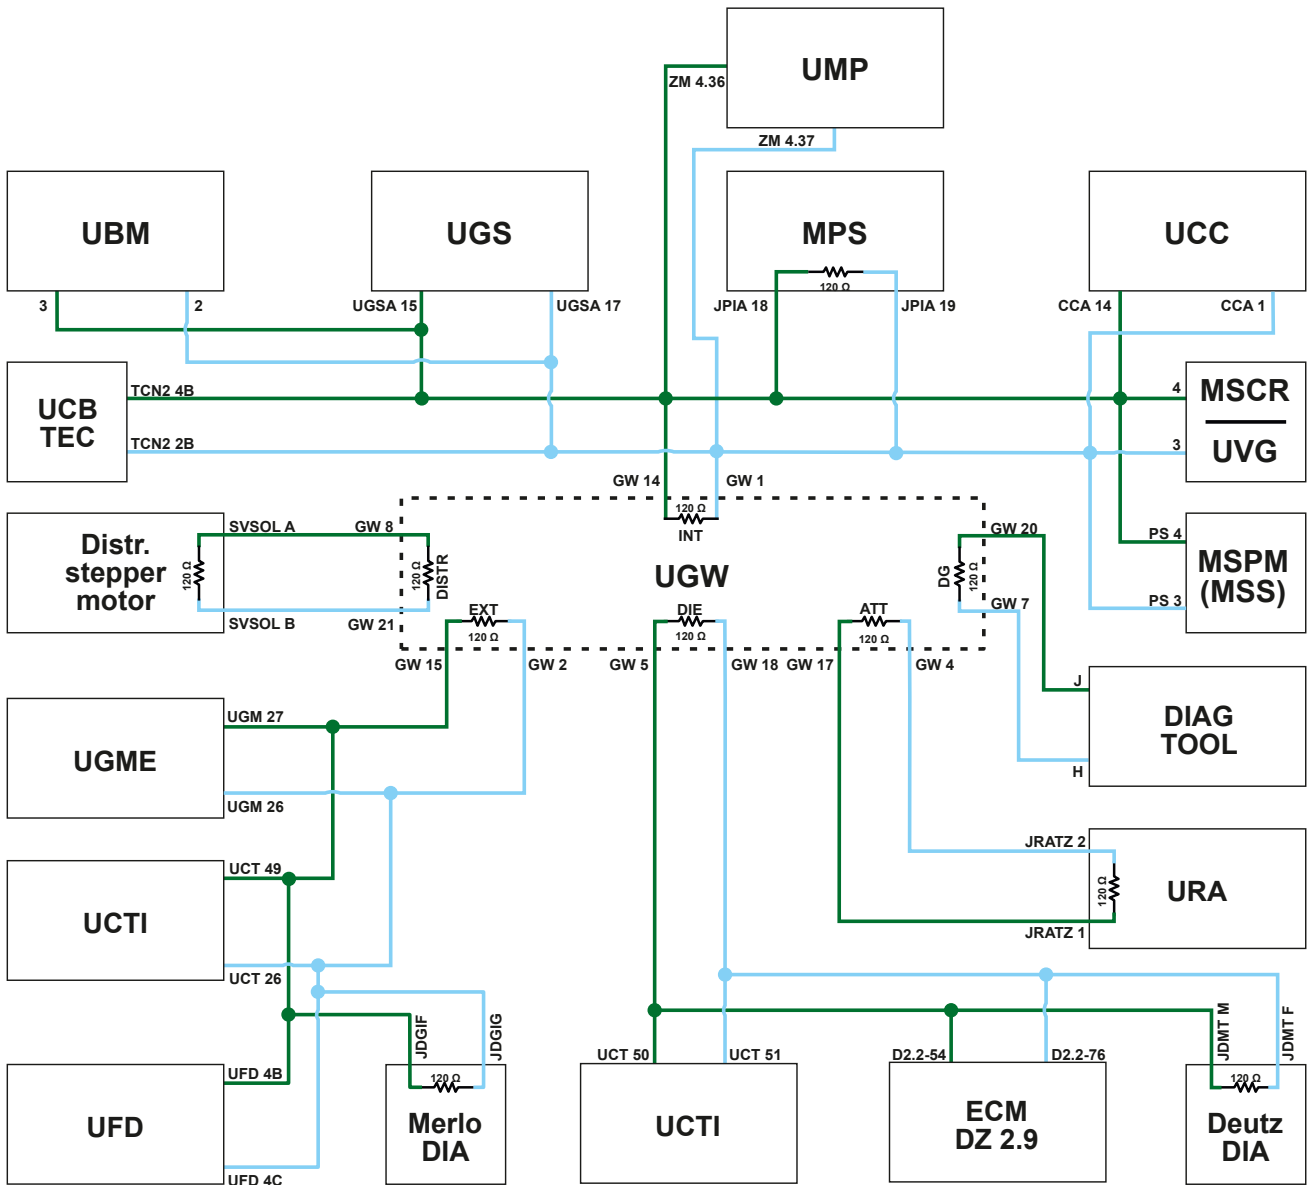 UMP
ZM 4.36
ZM 4.37
UBM
UGS
MPS
UCC
120 Ω
3
2
UGSA 15
UGSA 17
JPIA 18
JPIA 19
CCA 14
CCA 1
UCB
TEC
TCN2 4B
TCN2 2B
4
MSCR
3
UVG
GW 14
GW 1
120 Ω
INT
Distr.
stepper
motor
SVSOL A
GW 8
120 Ω
120 Ω
DISTR
SVSOL B
GW 21
UGW
DG
120 Ω
GW 20
GW 7
PS 4
MSPM
(MSS)
PS 3
EXT
120 Ω
DIE
120 Ω
ATT
120 Ω
GW 15
GW 2
GW 5
GW 18
GW 17
GW 4
J
DIAG
TOOL
H
UGM 27
UGME
UGM 26
JRATZ 2
120 Ω
URA
JRATZ 1
UCT 49
UCTI
UCT 26
JDGIF
JDGIG
UFD 4B
UFD
UFD 4C
120 Ω
Merlo
DIA
UCT 50
UCT 51
UCTI
D2.2-54
D2.2-76
ECM
DZ 2.9
JDMT M
JDMT F
120 Ω
Deutz
DIA